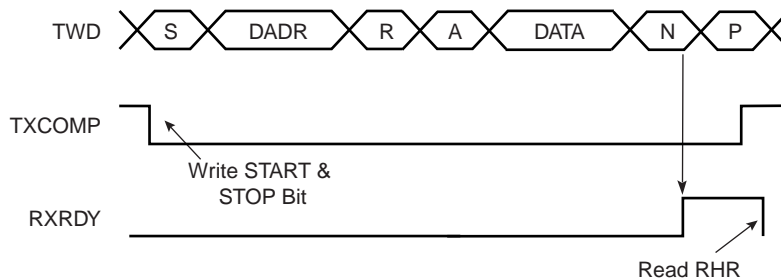 TWD S DADR R A DATA N P
TXCOMP
Write START &
STOP Bit
RXRDY
Read RHR